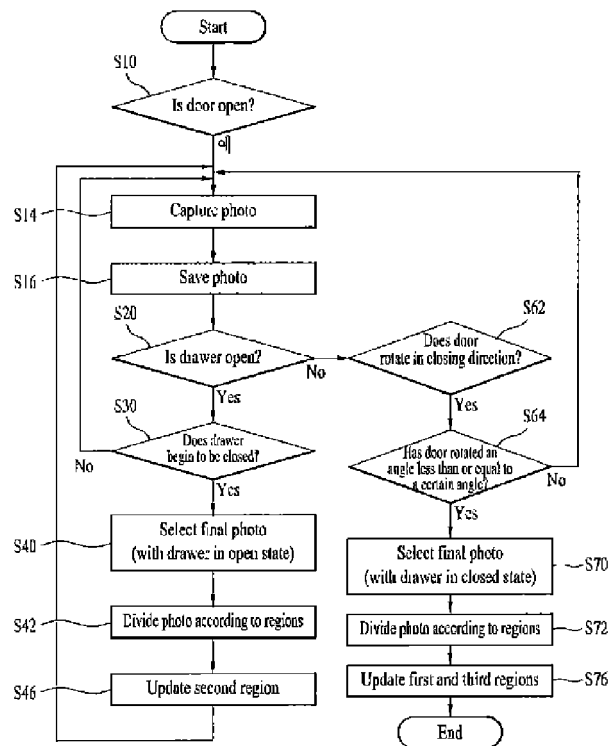 Start
S10
Is door open?
예
S14
Capture photo
S16
Save photo
S20
Is drawer open?
No
Yes
S62
Does door
rotate in closing direction?
Yes
S30
Does drawer
begin to be closed?
No
Yes
S64
Has door rotated an
angle less than or equal to
a certain angle?
No
Yes
S40
Select final photo
(with drawer in open state)
S70
Select final photo
(with drawer in closed state)
S42
Divide photo according to regions
S72
Divide photo according to regions
S46
Update second region
S76
Update first and third regions
End